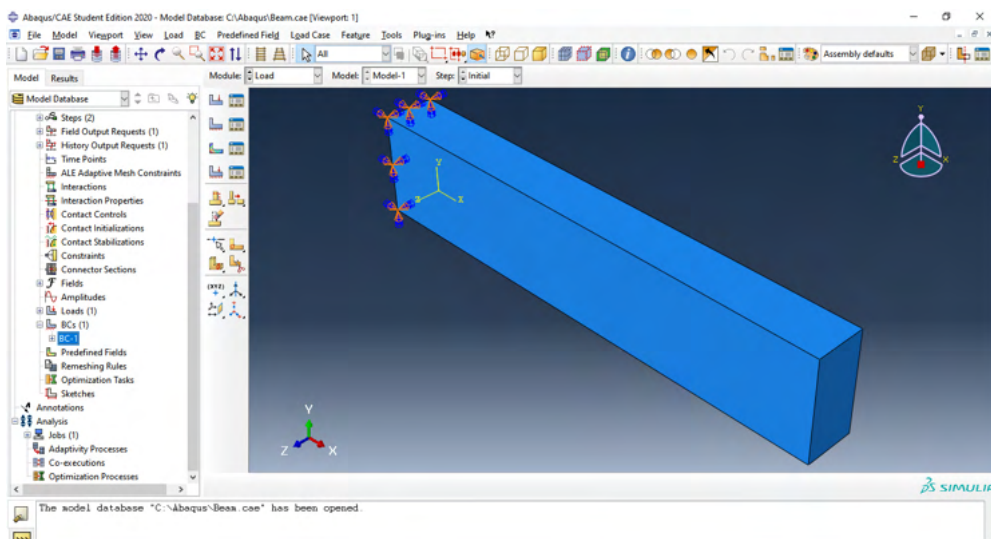 Abaqus/CAE Student Edition 2020 - Model Database: C:\Abaqus\Beam.cae [Viewport: 1]
File Model Viewport View Load BC Predefined Field Load Case Feature Tools Plug-ins Help
All
Assembly defaults
Model Results
Module: Load Model: Model-1 Step: Initial
Model Database
Steps (2)
Field Output Requests (1)
History Output Requests (1)
Time Points
ALE Adaptive Mesh Constraints
Interactions
Interaction Properties
Contact Controls
Contact Initializations
Contact Stabilizations
Constraints
Connector Sections
Fields
Amplitudes
Loads (1)
BCs (1)
BC-1
Predefined Fields
Remeshing Rules
Optimization Tasks
Sketches
Annotations
Analysis
Jobs (1)
Adaptivity Processes
Co-executions
Optimization Processes
(XYZ)
Y
Z X
Y
Z X
Y
Z X
SIMULIA
The model database "C:\Abaqus\Beam.cae" has been opened.